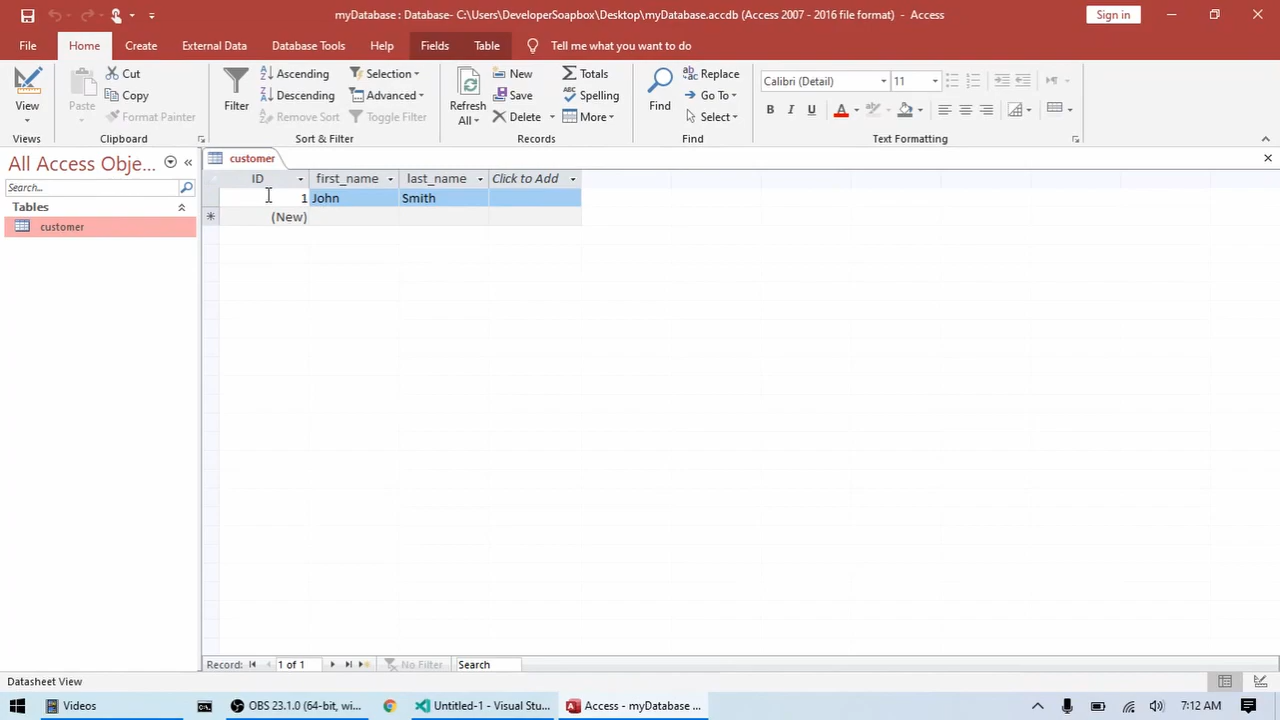 myDatabase : Database- C:\Users\DeveloperSoapbox\Desktop\myDatabase.accdb (Access 2007 - 2016 file format) - Access
Sign in
File
Home
Create
External Data
Database Tools
Help
Fields
Table
Tell me what you want to do
View
Views
Paste
Cut
Copy
Format Painter
Clipboard
Filter
Ascending
Descending
Remove Sort
Selection
Advanced
Toggle Filter
Sort & Filter
Refresh
All
New
Save
Delete
Totals
Spelling
More
Records
Find
Replace
Go To
Select
Find
Calibri (Detail)
11
B I U A
Text Formatting
All Access Obje...
Search...
Tables
customer
customer
ID first_name last_name Click to Add
1 John Smith
(New)
Record: 1 of 1 No Filter Search
Datasheet View
Videos
OBS 23.1.0 (64-bit, wi...
Untitled-1 - Visual Stu...
Access - myDatabase ...
7:12 AM